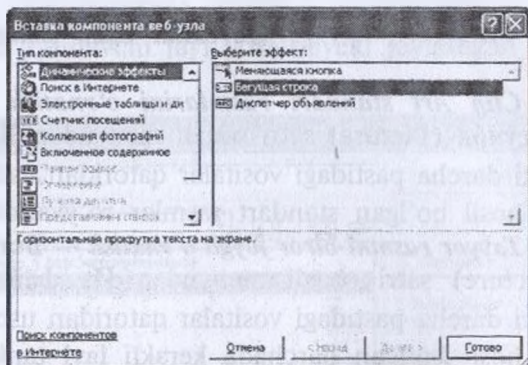 Вставка компонента веб-узла
Тип компонента:
Динамические эффекты
Поиск в Интернете
Электронные таблицы и ди
Счетчик посещений
Коллекция фотографий
Включенное содержимое
Выберите эффект:
Меняющаяся кнопка
Бегущая строка
Диспетчер объявлений
Горизонтальная прокрутка текста на экране.
Поиск компонентов
в Интернете
Отмена
< Назад
Далее >
Готово